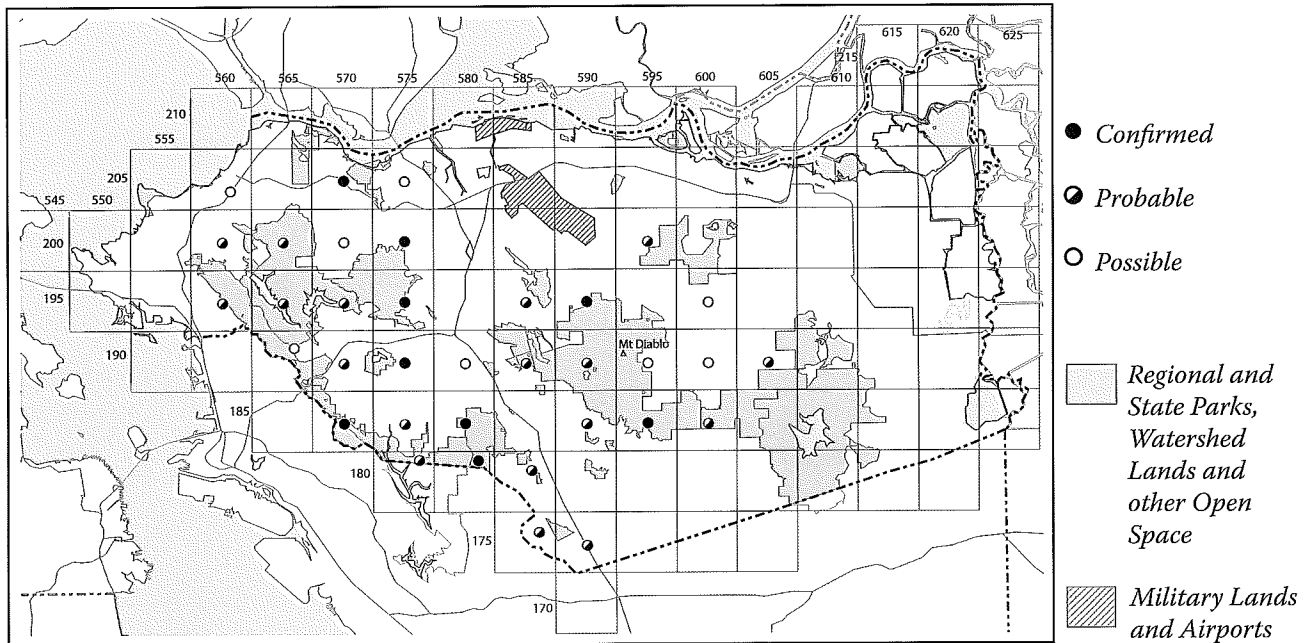 615
620
625
215
610
560
565
570
575
580
585
590
595
600
605
210
555
205
545
550
200
195
190
Mt Diablo
185
180
175
170
Confirmed
Probable
Possible
Regional and
State Parks,
Watershed
Lands and
other Open
Space
Military Lands
and Airports